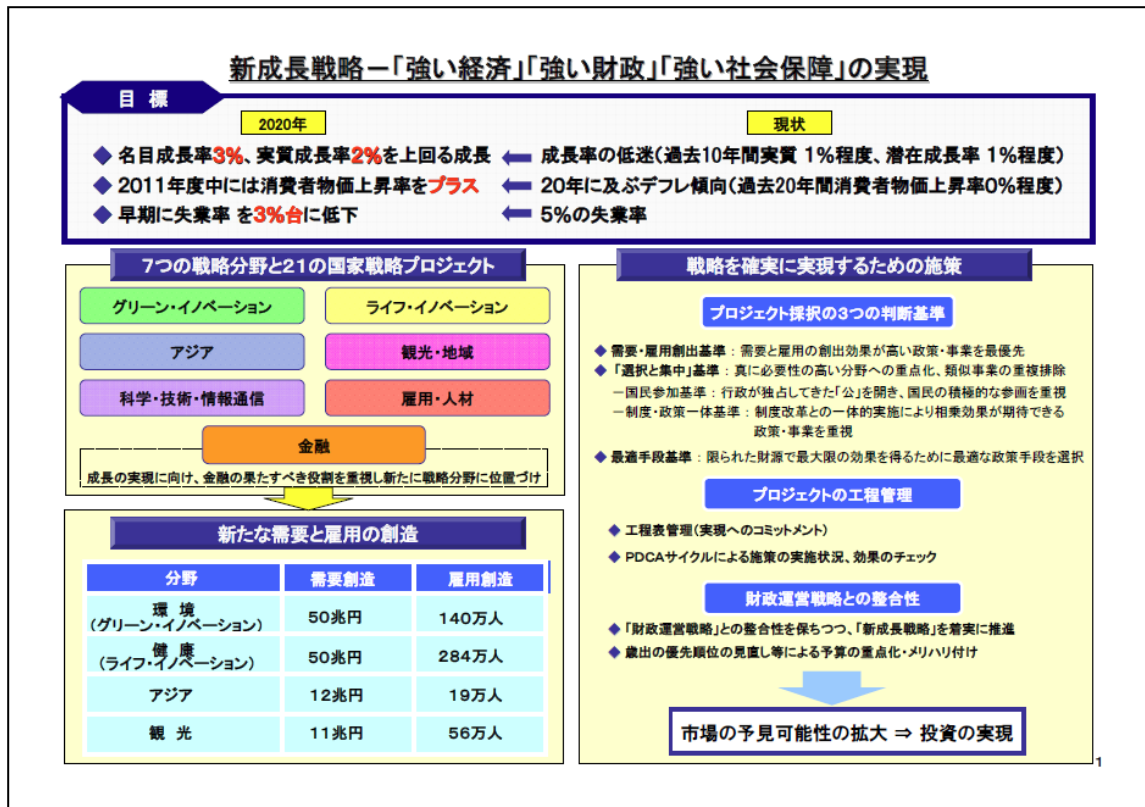 新成長戦略－「強い経済」「強い財政」「強い社会保障」の実現
目 標
2020年
現状
◆ 名目成長率3%、実質成長率2%を上回る成長
成長率の低迷(過去10年間実質 1%程度、潜在成長率 1%程度)
◆ 2011年度中には消費者物価上昇率をプラス
20年に及ぶデフレ傾向(過去20年間消費者物価上昇率0%程度)
◆ 早期に失業率 を3%台に低下
5%の失業率
7つの戦略分野と21の国家戦略プロジェクト
グリーン・イノベーション
ライフ・イノベーション
アジア
観光・地域
科学・技術・情報通信
雇用・人材
金融
成長の実現に向け、金融の果たすべき役割を重視し新たに戦略分野に位置づけ
新たな需要と雇用の創造
分野
需要創造
雇用創造
環 境
(グリーン・イノベーション)
50兆円
140万人
健 康
(ライフ・イノベーション)
50兆円
284万人
アジア
12兆円
19万人
観 光
11兆円
56万人
戦略を確実に実現するための施策
プロジェクト採択の3つの判断基準
◆ 需要・雇用創出基準 : 需要と雇用の創出効果が高い政策・事業を最優先
◆ 「選択と集中」基準 : 真に必要性の高い分野への重点化、類似事業の重複排除
－国民参加基準 : 行政が独占してきた「公」を開き、国民の積極的な参画を重視
－制度・政策一体基準 : 制度改革との一体的実施により相乗効果が期待できる
政策・事業を重視
◆ 最適手段基準 : 限られた財源で最大限の効果を得るために最適な政策手段を選択
プロジェクトの工程管理
◆ 工程表管理(実現へのコミットメント)
◆ PDCAサイクルによる施策の実施状況、効果のチェック
財政運営戦略との整合性
◆ 「財政運営戦略」との整合性を保ちつつ、「新成長戦略」を着実に推進
◆ 歳出の優先順位の見直し等による予算の重点化・メリハリ付け
市場の予見可能性の拡大 ⇒ 投資の実現
1